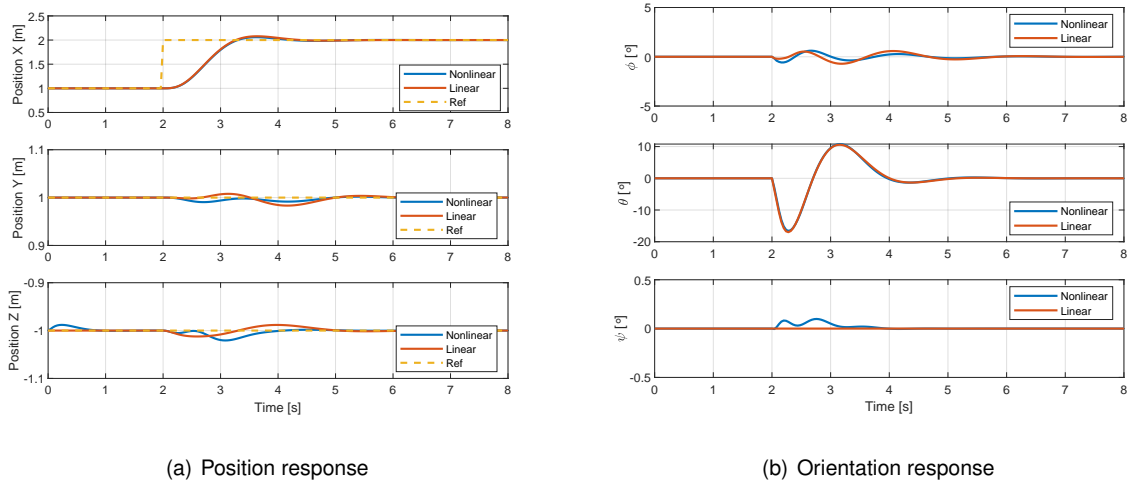 Position X [m]
2.5
2
1.5
1
0.5
Nonlinear
Linear
Ref
0 1 2 3 4 5 6 7 8
Position Y [m]
1.1
1
0.9
Nonlinear
Linear
Ref
0 1 2 3 4 5 6 7 8
Position Z [m]
-0.9
-1
-1.1
Nonlinear
Linear
Ref
0 1 2 3 4 5 6 7 8
Time [s]
(a) Position response
ϕ [º]
5
0
-5
Nonlinear
Linear
0 1 2 3 4 5 6 7 8
θ [º]
10
0
-10
-20
Nonlinear
Linear
0 1 2 3 4 5 6 7 8
ψ [º]
0.5
0
-0.5
Nonlinear
Linear
0 1 2 3 4 5 6 7 8
Time [s]
(b) Orientation response